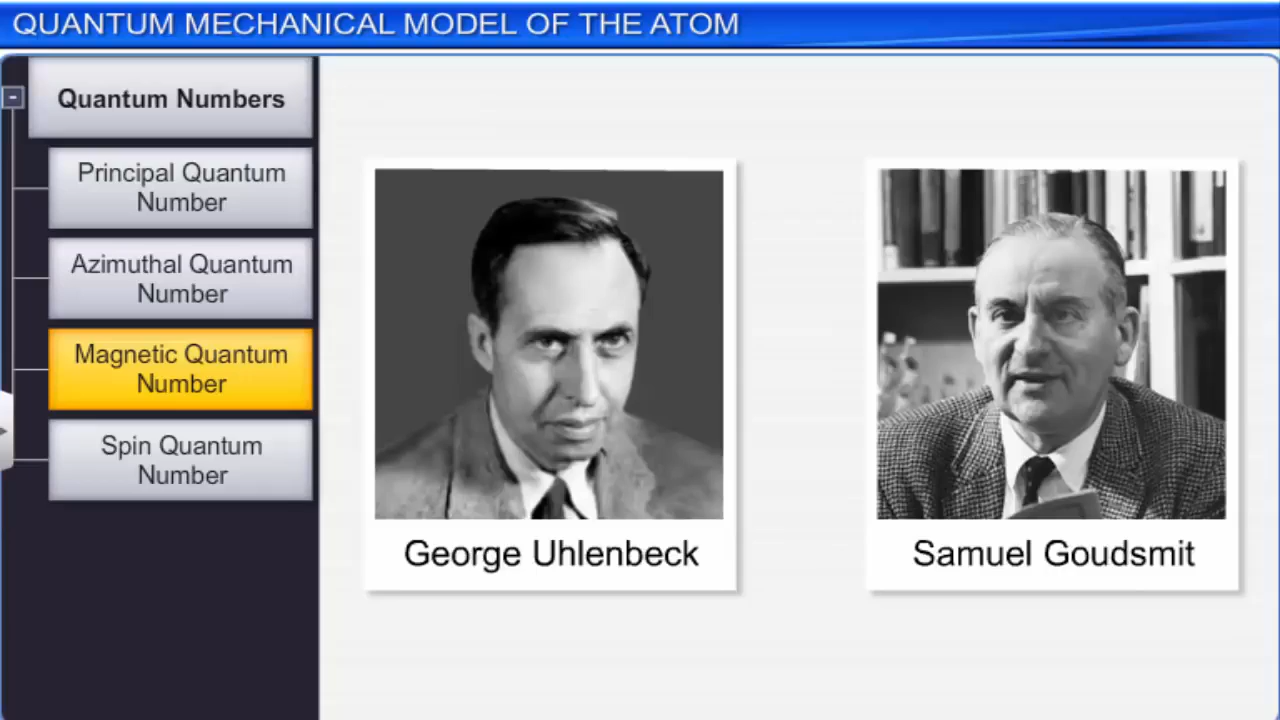 QUANTUM MECHANICAL MODEL OF THE ATOM
Quantum Numbers
Principal Quantum
Number
Azimuthal Quantum
Number
Magnetic Quantum
Number
Spin Quantum
Number
George Uhlenbeck
Samuel Goudsmit